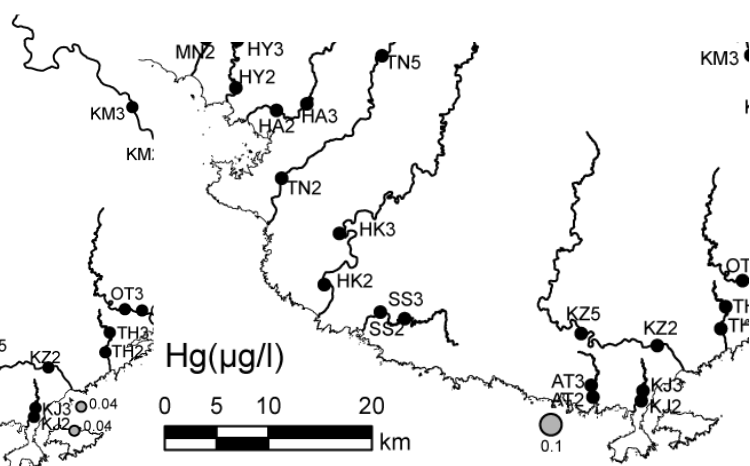 MN2
HY3
TN5
KM3
HY2
KM3
HA2
HA3
TN2
HK3
OT3
HK2
SS3
SS2
TH3
TH2
KZ5
KZ2
KZ2
Hg(µg/l)
AT3
AT2
KJ3
KJ2
KJ3
KJ2
0.04
0.04
0 5 10 20
km
0.1